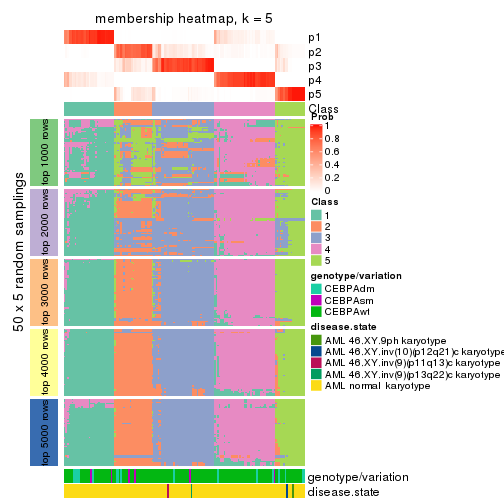 membership heatmap, k = 5
p1
p2
p3
p4
p5
Class
Prob
1
0.8
0.6
0.4
0.2
0
Class
1
2
3
4
5
genotype/variation
CEBPAdm
CEBPAsm
CEBPAwt
disease.state
AML 46.XY.9ph karyotype
AML 46.XY.inv(10)(p12q21)c karyotype
AML 46.XY.inv(9)(p11q13)c karyotype
AML 46.XY.inv(9)(p13q22)c karyotype
AML normal karyotype
50 x 5 random samplings
top 1000 rows
top 2000 rows
top 3000 rows
top 4000 rows
top 5000 rows
genotype/variation
disease.state